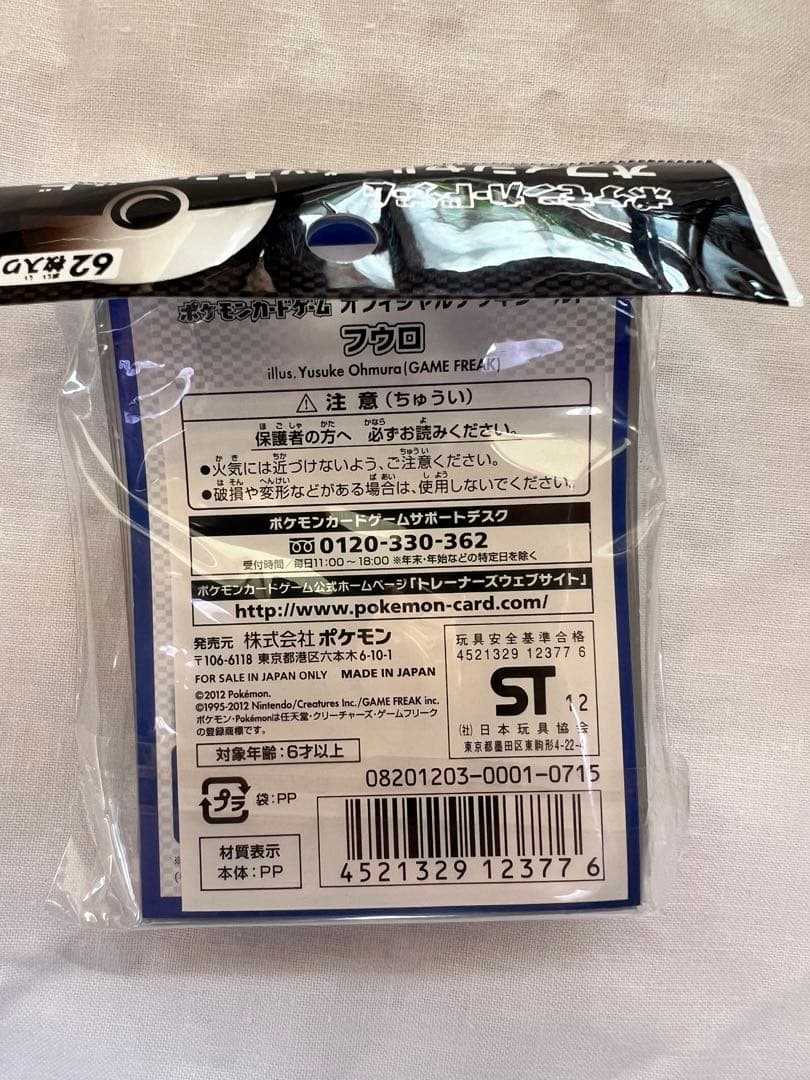 ポケモンカードゲーム
62枚入り
ポケモンカードゲーム オフィシャルデッキシールド
フウロ
illus. Yusuke Ohmura(GAME FREAK)
⚠ 注意(ちゅうい)
保護者の方へ 必ずお読みください。
●火気には近づけないよう、ご注意ください。
●破損や変形などがある場合は、使用しないでください。
ポケモンカードゲームサポートデスク
0120-330-362
受付時間/毎日11:00~18:00 ※年末・年始などの特定日を除く
ポケモンカードゲーム公式ホームページ「トレーナーズウェブサイト」
http://www.pokemon-card.com/
発売元 株式会社ポケモン
〒106-6118 東京都港区六本木6-10-1
FOR SALE IN JAPAN ONLY MADE IN JAPAN
©2012 Pokémon.
©1995-2012 Nintendo/Creatures Inc./GAME FREAK inc.
ポケモン・Pokémonは任天堂・クリーチャーズ・ゲームフリーク
の登録商標です。
対象年齢:6才以上
玩具安全基準合格
4521329 12377 6
ST 12
(社)日本玩具協会
東京都墨田区東駒形4-22-4
08201203-0001-0715
プラ 袋:PP
材質表示
本体:PP
4521329 123776